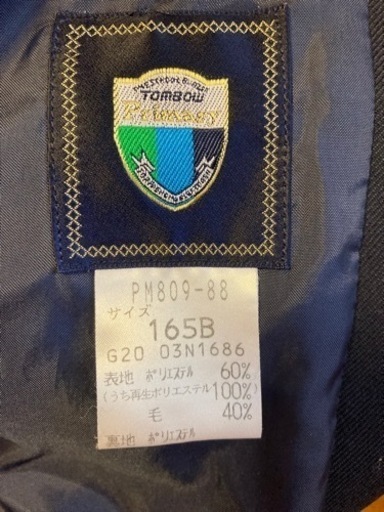 TOMBOW
Primary
PM809-88
サイズ
165B
G20 03N1686
表地 ポリエステル 60%
(うち再生ポリエステル 100%)
毛 40%
裏地 ポリエステル